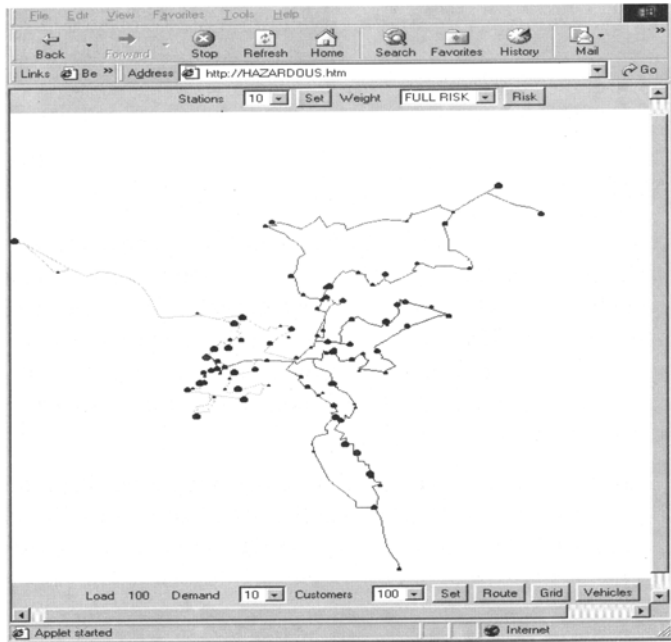 File Edit View Favorites Tools Help
Back Forward Stop Refresh Home Search Favorites History Mail »
Links Be » Address http://HAZARDOUS.htm Go
Stations 10 Set Weight FULL RISK Risk
Load 100 Demand 10 Customers 100 Set Route Grid Vehicles
Applet started Internet